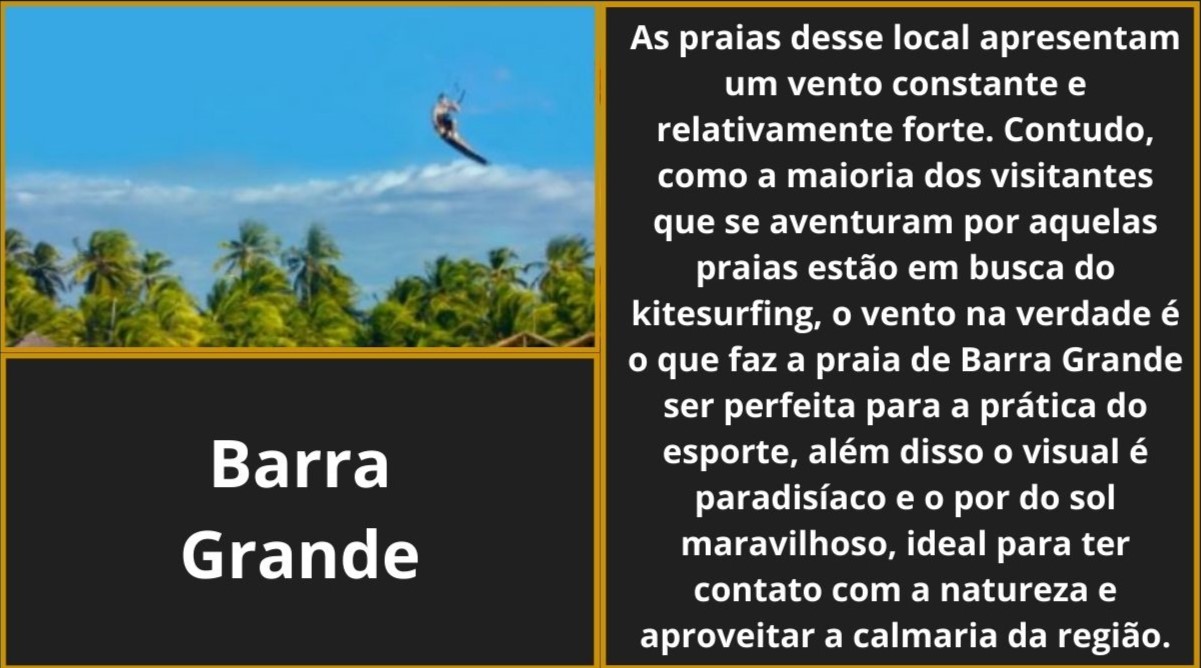 Barra
Grande
As praias desse local apresentam
um vento constante e
relativamente forte. Contudo,
como a maioria dos visitantes
que se aventuram por aquelas
praias estão em busca do
kitesurfing, o vento na verdade é
o que faz a praia de Barra Grande
ser perfeita para a prática do
esporte, além disso o visual é
paradisíaco e o por do sol
maravilhoso, ideal para ter
contato com a natureza e
aproveitar a calmaria da região.